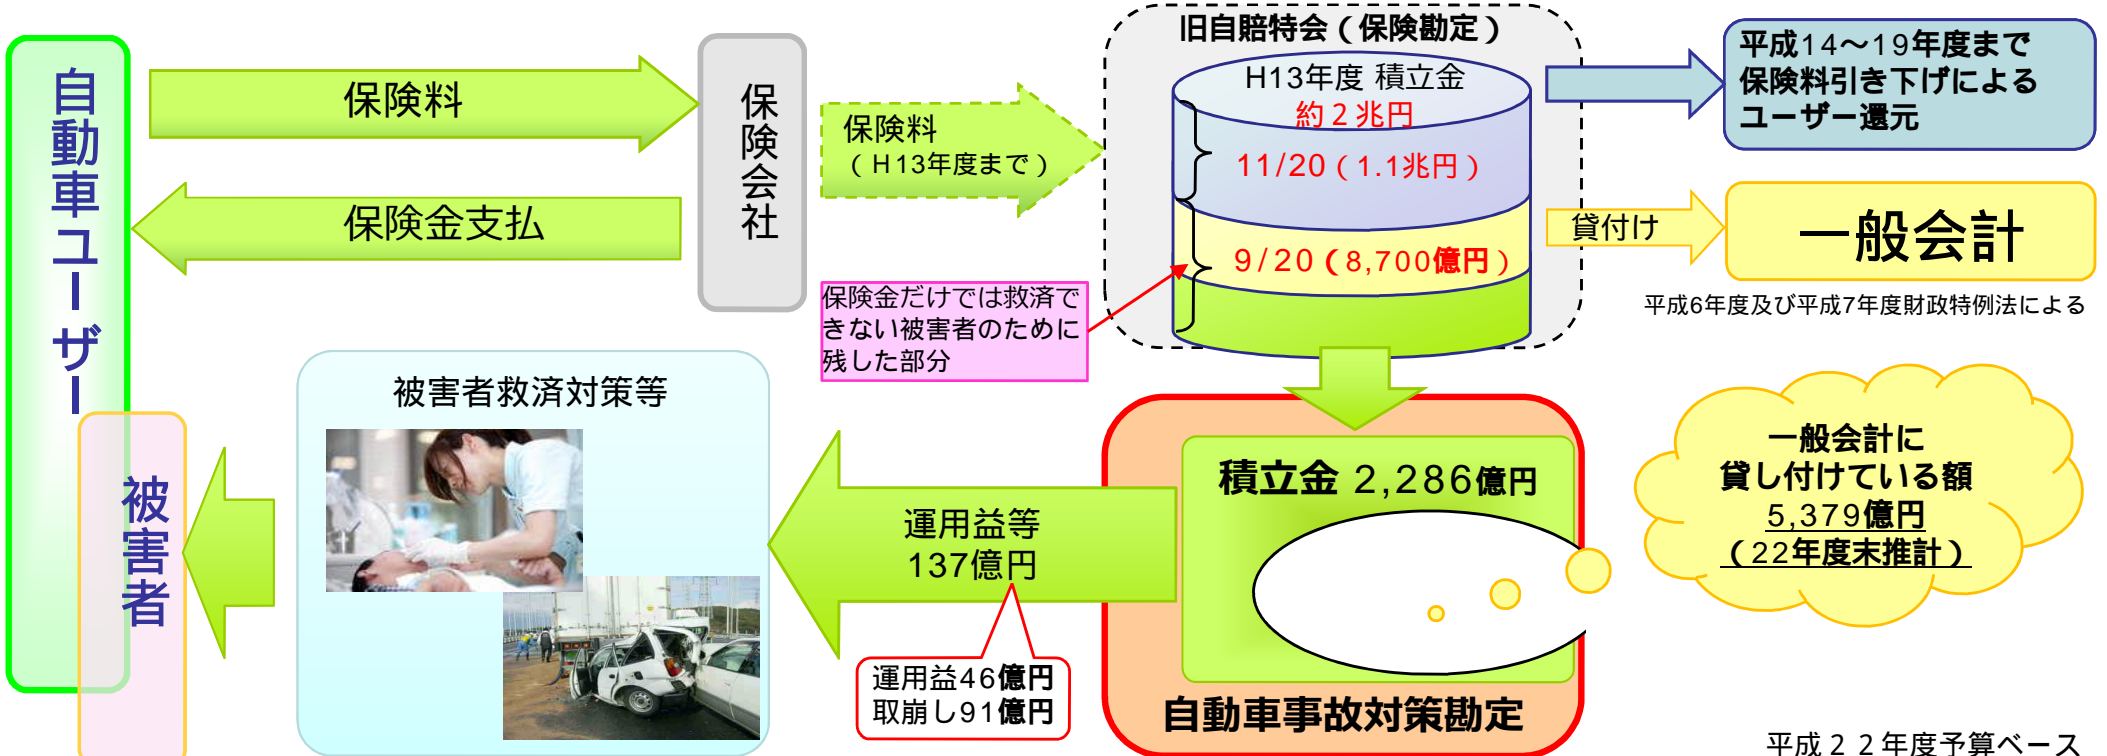 自動車ユーザー
被害者
保険料
保険金支払
保険会社
保険料
(H13年度まで)
旧自賠特会(保険勘定)
H13年度 積立金
約2兆円
11/20(1.1兆円)
9/20(8,700億円)
保険金だけでは救済で
きない被害者のために
残した部分
平成14～19年度まで
保険料引き下げによる
ユーザー還元
貸付け
一般会計
平成6年度及び平成7年度財政特例法による
被害者救済対策等
運用益等
137億円
運用益46億円
取崩し91億円
積立金 2,286億円
自動車事故対策勘定
一般会計に
貸し付けている額
5,379億円
(22年度末推計)
平成22年度予算ベース